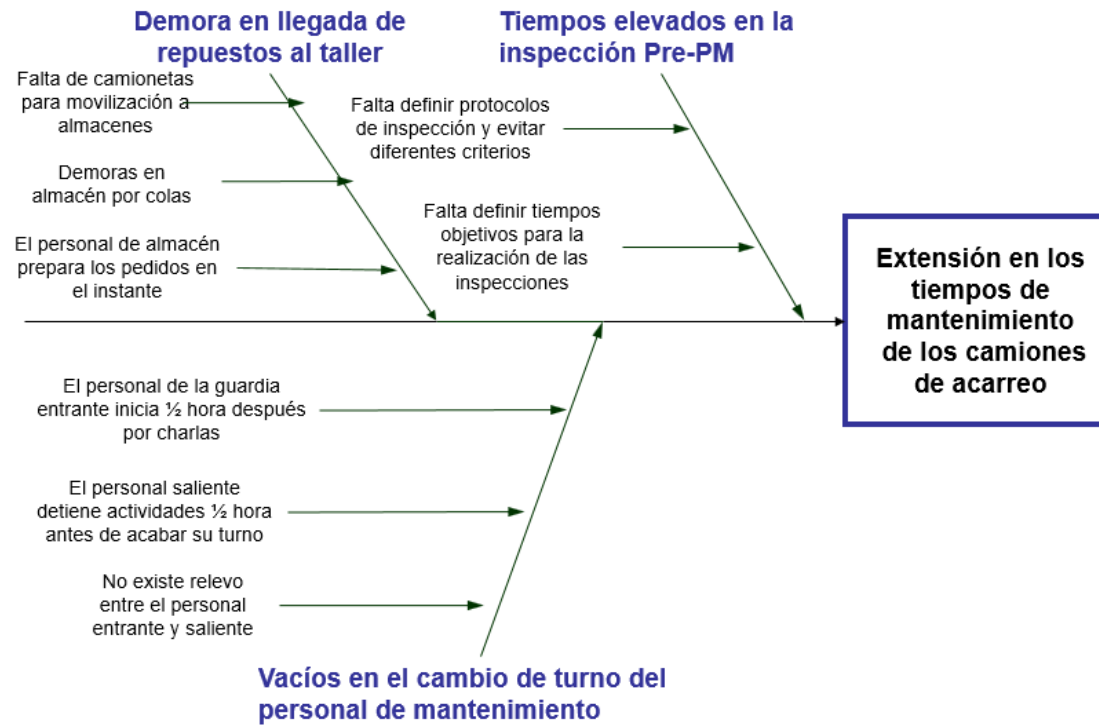 Demora en llegada de
repuestos al taller
Tiempos elevados en la
inspección Pre-PM
Falta de camionetas
para movilización a
almacenes
Demoras en
almacén por colas
El personal de almacén
prepara los pedidos en
el instante
Falta definir protocolos
de inspección y evitar
diferentes criterios
Falta definir tiempos
objetivos para la
realización de las
inspecciones
Extensión en los
tiempos de
mantenimiento
de los camiones
de acarreo
El personal de la guardia
entrante inicia ½ hora después
por charlas
El personal saliente
detiene actividades ½ hora
antes de acabar su turno
No existe relevo
entre el personal
entrante y saliente
Vacíos en el cambio de turno del
personal de mantenimiento